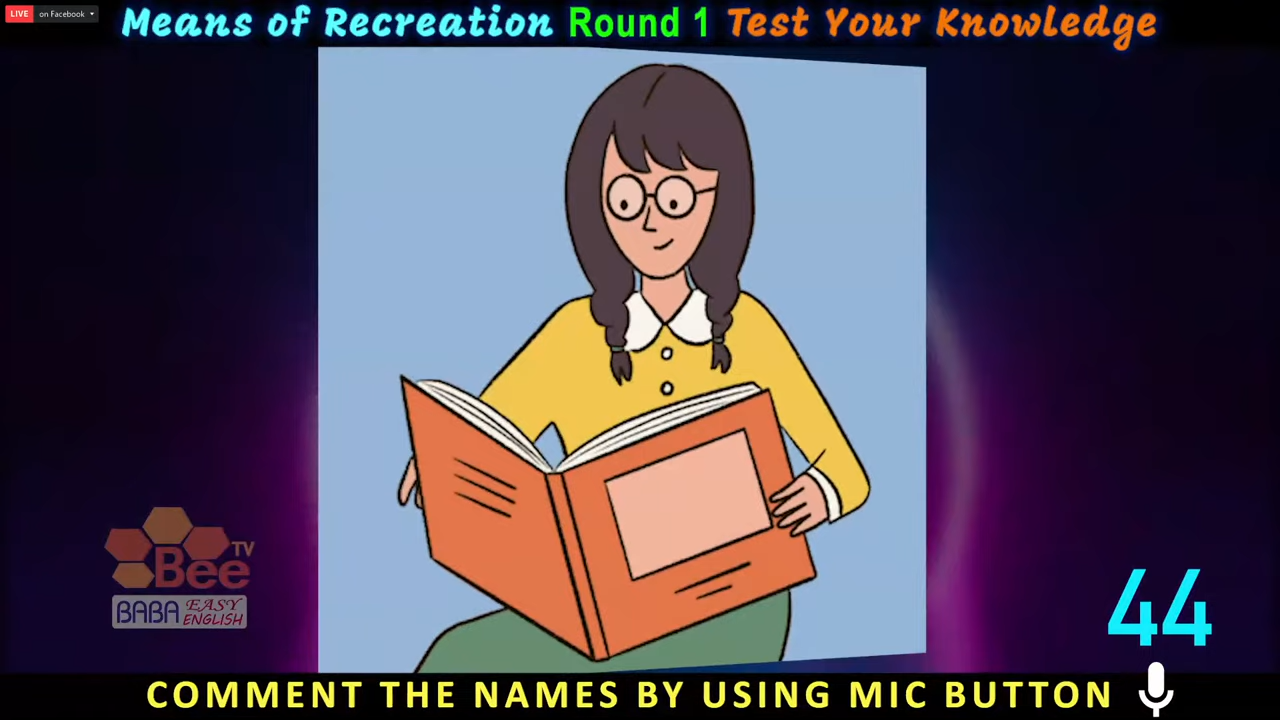 LIVE on Facebook
Means of Recreation Round 1 Test Your Knowledge
TV
Bee
BABA EASY ENGLISH
44
COMMENT THE NAMES BY USING MIC BUTTON